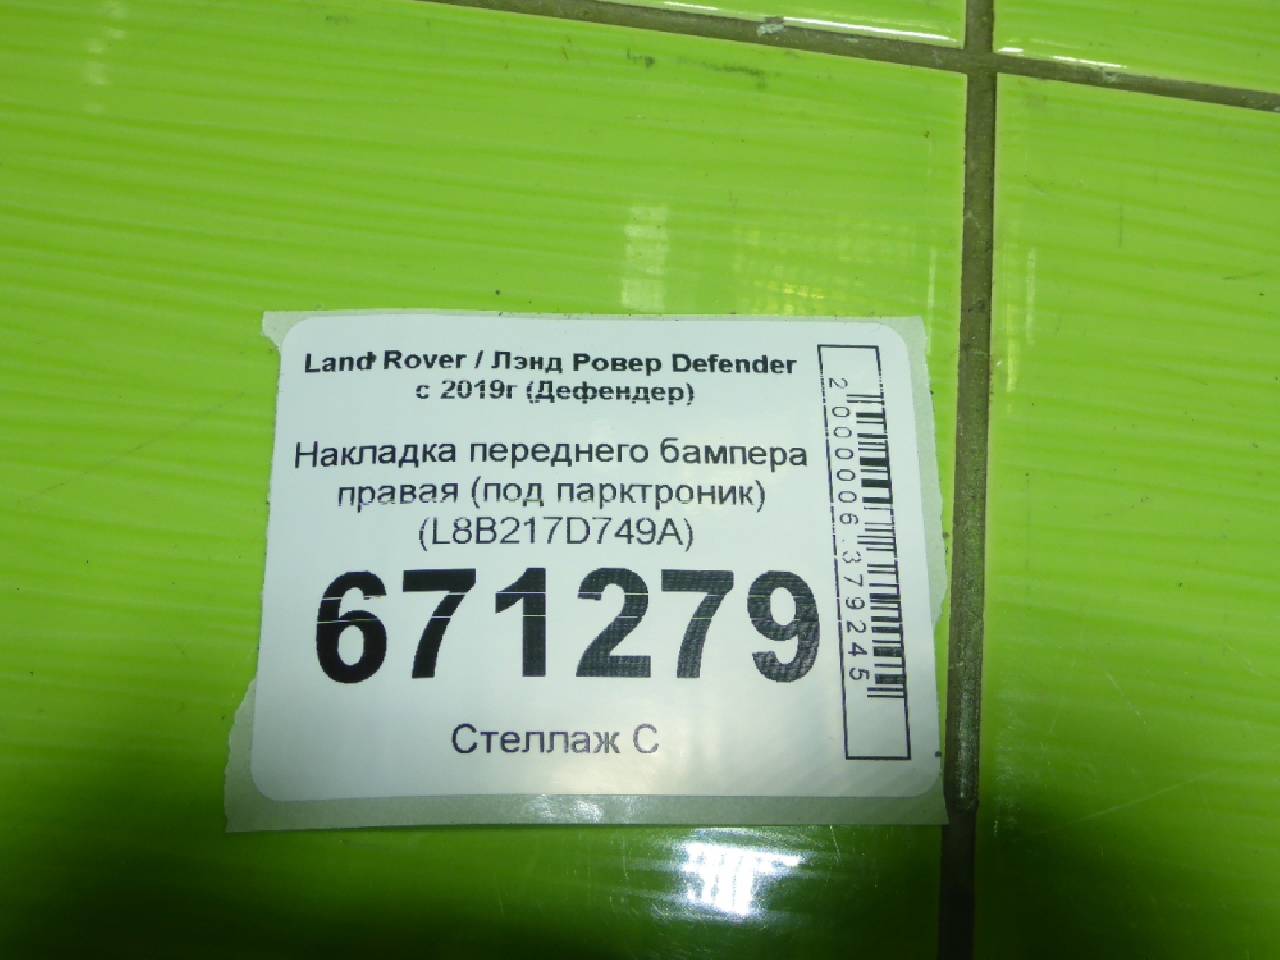 Land Rover / Лэнд Ровер Defender
с 2019г (Дефендер)
Накладка переднего бампера
правая (под парктроник)
(L8B217D749A)
671279
Стеллаж С
2000006379245